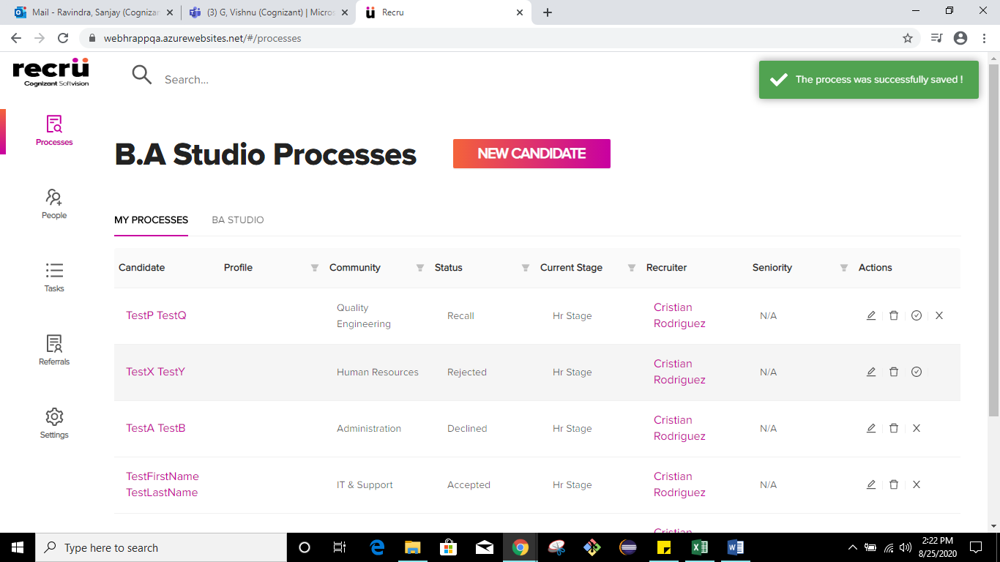 Mail - Ravindra, Sanjay (Cognizan
(3) G, Vishnu (Cognizant) | Micros
Recru
webhrappqa.azurewebsites.net/#/processes
recrü
Cognizant Softvision
Search...
The process was successfully saved !
Processes
People
Tasks
Referrals
Settings
B.A Studio Processes
NEW CANDIDATE
MY PROCESSES
BA STUDIO
Candidate Profile Community Status Current Stage Recruiter Seniority Actions
TestP TestQ Quality Engineering Recall Hr Stage Cristian Rodriguez N/A X
TestX TestY Human Resources Rejected Hr Stage Cristian Rodriguez N/A
TestA TestB Administration Declined Hr Stage Cristian Rodriguez N/A X
TestFirstName TestLastName IT & Support Accepted Hr Stage Cristian Rodriguez N/A X
Cristian
Type here to search
2:22 PM
8/25/2020